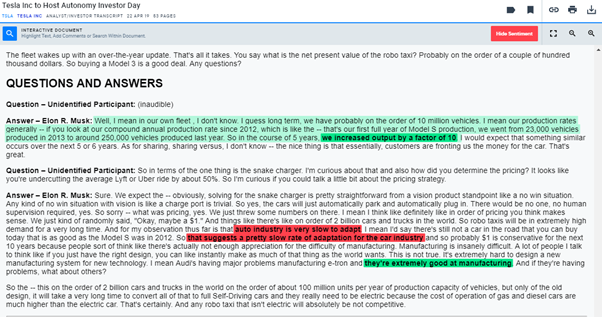 Tesla Inc to Host Autonomy Investor Day
TSLA TESLA INC ANALYST/INVESTOR TRANSCRIPT 22 APR 19 83 PAGES
INTERACTIVE DOCUMENT
Highlight Text, Add Comments or Search Within Document.
Hide Sentiment
The fleet wakes up with an over-the-year update. That's all it takes. You say what is the net present value of the robo taxi? Probably on the order of a couple of hundred
thousand dollars. So buying a Model 3 is a good deal. Any questions?
QUESTIONS AND ANSWERS
Question – Unidentified Participant: (inaudible)
Answer – Elon R. Musk: Well, I mean in our own fleet , I don't know. I guess long term, we have probably on the order of 10 million vehicles. I mean our production rates
generally -- if you look at our compound annual production rate since 2012, which is like the -- that's our first full year of Model S production, we went from 23,000 vehicles
produced in 2013 to around 250,000 vehicles produced last year. So in the course of 5 years, we increased output by a factor of 10. I would expect that something similar
occurs over the next 5 or 6 years. As for sharing, sharing versus, I don't know -- the nice thing is that essentially, customers are fronting us the money for the car. That's
great.
Question – Unidentified Participant: So in terms of the one thing is the snake charger. I'm curious about that and also how did you determine the pricing? It looks like
you're undercutting the average Lyft or Uber ride by about 50%. So I'm curious if you could talk a little bit about the pricing strategy.
Answer – Elon R. Musk: Sure. We expect the -- obviously, solving for the snake charger is pretty straightforward from a vision product standpoint like a no win situation.
Any kind of no win situation with vision is like a charge port is trivial. So yes, the cars will just automatically park and automatically plug in. There would be no one, no human
supervision required, yes. So sorry -- what was pricing, yes. We just threw some numbers on there. I mean I think like definitely like in order of pricing you think makes
sense. We just kind of randomly said, "Okay, maybe a $1." And things like there's like on order of 2 billion cars and trucks in the world. So robo taxis will be in extremely high
demand for a very long time. And for my observation thus far is that auto industry is very slow to adapt. I mean I'd say there's still not a car in the road that you can buy
today that is as good as the Model S was in 2012. So that suggests a pretty slow rate of adaptation for the car industry and so probably $1 is conservative for the next
10 years because people sort of think like there's actually not enough appreciation for the difficulty of manufacturing. Manufacturing is insanely difficult. A lot of people I talk
to think like if you just have the right design, you can like instantly make as much of that thing as the world wants. This is not true. It's extremely hard to design a new
manufacturing system for new technology. I mean Audi's having major problems manufacturing e-tron and they're extremely good at manufacturing. And if they're having
problems, what about others?
So the -- this on the order of 2 billion cars and trucks in the world on the order of about 100 million units per year of production capacity of vehicles, but only of the old
design, it will take a very long time to convert all of that to full Self-Driving cars and they really need to be electric because the cost of operation of gas and diesel cars are
much higher than the electric car. That's certainly. And any robo taxi that isn't electric will absolutely not be competitive.